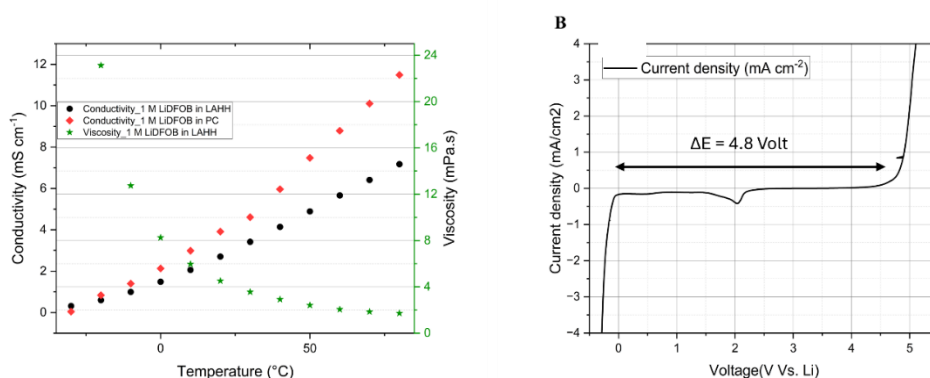 12
10
8
6
4
2
0
Conductivity (mS cm⁻¹)
Conductivity_1 M LiDFOB in LAHH
Conductivity_1 M LiDFOB in PC
Viscosity_1 M LiDFOB in LAHH
24
20
16
12
8
4
2
0
Viscosity (mPa.s)
0
50
Temperature (°C)
B
4
3
2
1
0
-1
-2
-3
-4
Current density (mA/cm2)
Current density (mA cm⁻²)
ΔE = 4.8 Volt
0
1
2
3
4
5
Voltage(V Vs. Li)